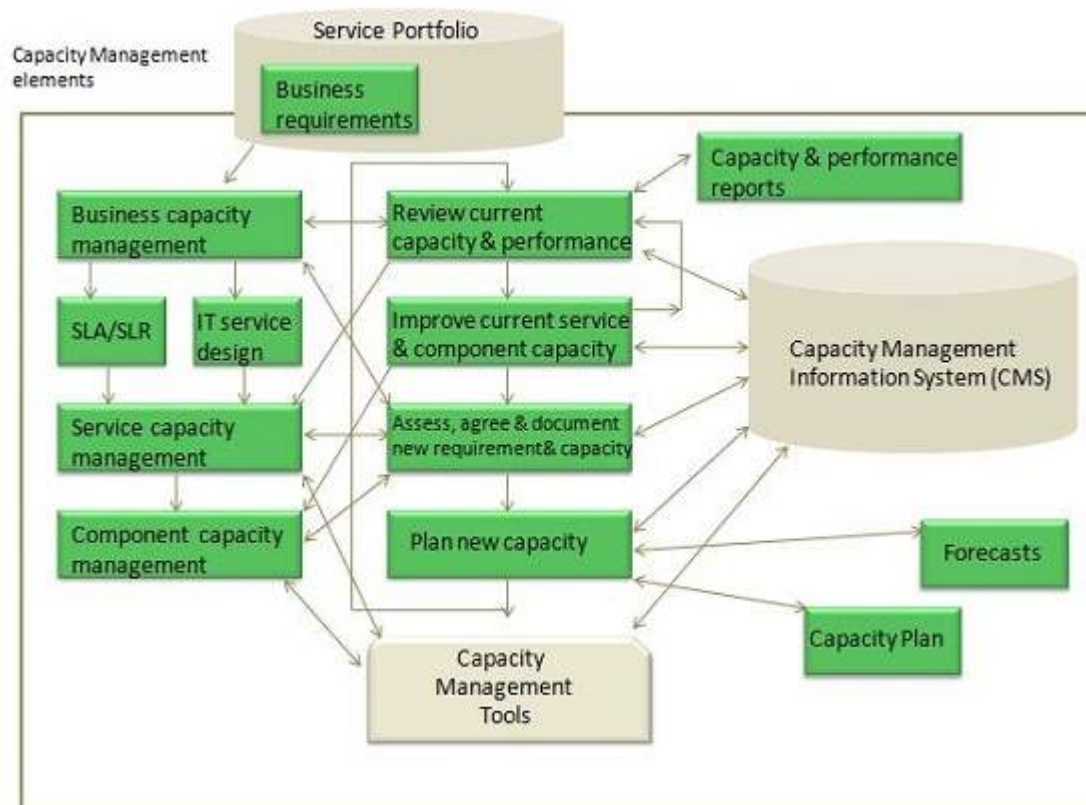 Service Portfolio
Capacity Management
elements
Business
requirements
Capacity & performance
reports
Business capacity
management
Review current
capacity & performance
SLA/SLR
IT service
design
Improve current service
& component capacity
Capacity Management
Information System (CMS)
Service capacity
management
Assess, agree & document
new requirement& capacity
Component capacity
management
Plan new capacity
Forecasts
Capacity Plan
Capacity
Management
Tools